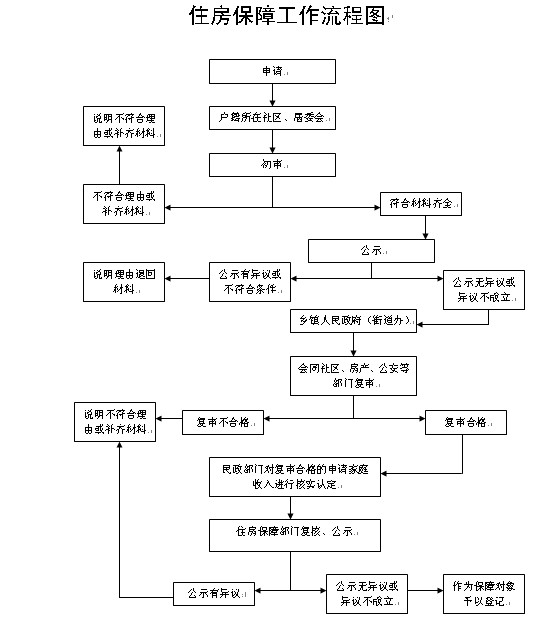 住房保障工作流程图
申请
户籍所在社区、居委会
初审
说明不符合理
由或补齐材料
不符合理由或
补齐材料
符合材料齐全
公示
说明理由退回
材料
公示有异议或
不符合条件
公示无异议或
异议不成立
乡镇人民政府（街道办）
会同社区、房产、公安等
部门复审
说明不符合理
由或补齐材料
复审不合格
复审合格
民政部门对复审合格的申请家庭
收入进行核实认定
住房保障部门复核、公示
公示有异议
公示无异议或
异议不成立
作为保障对象
予以登记